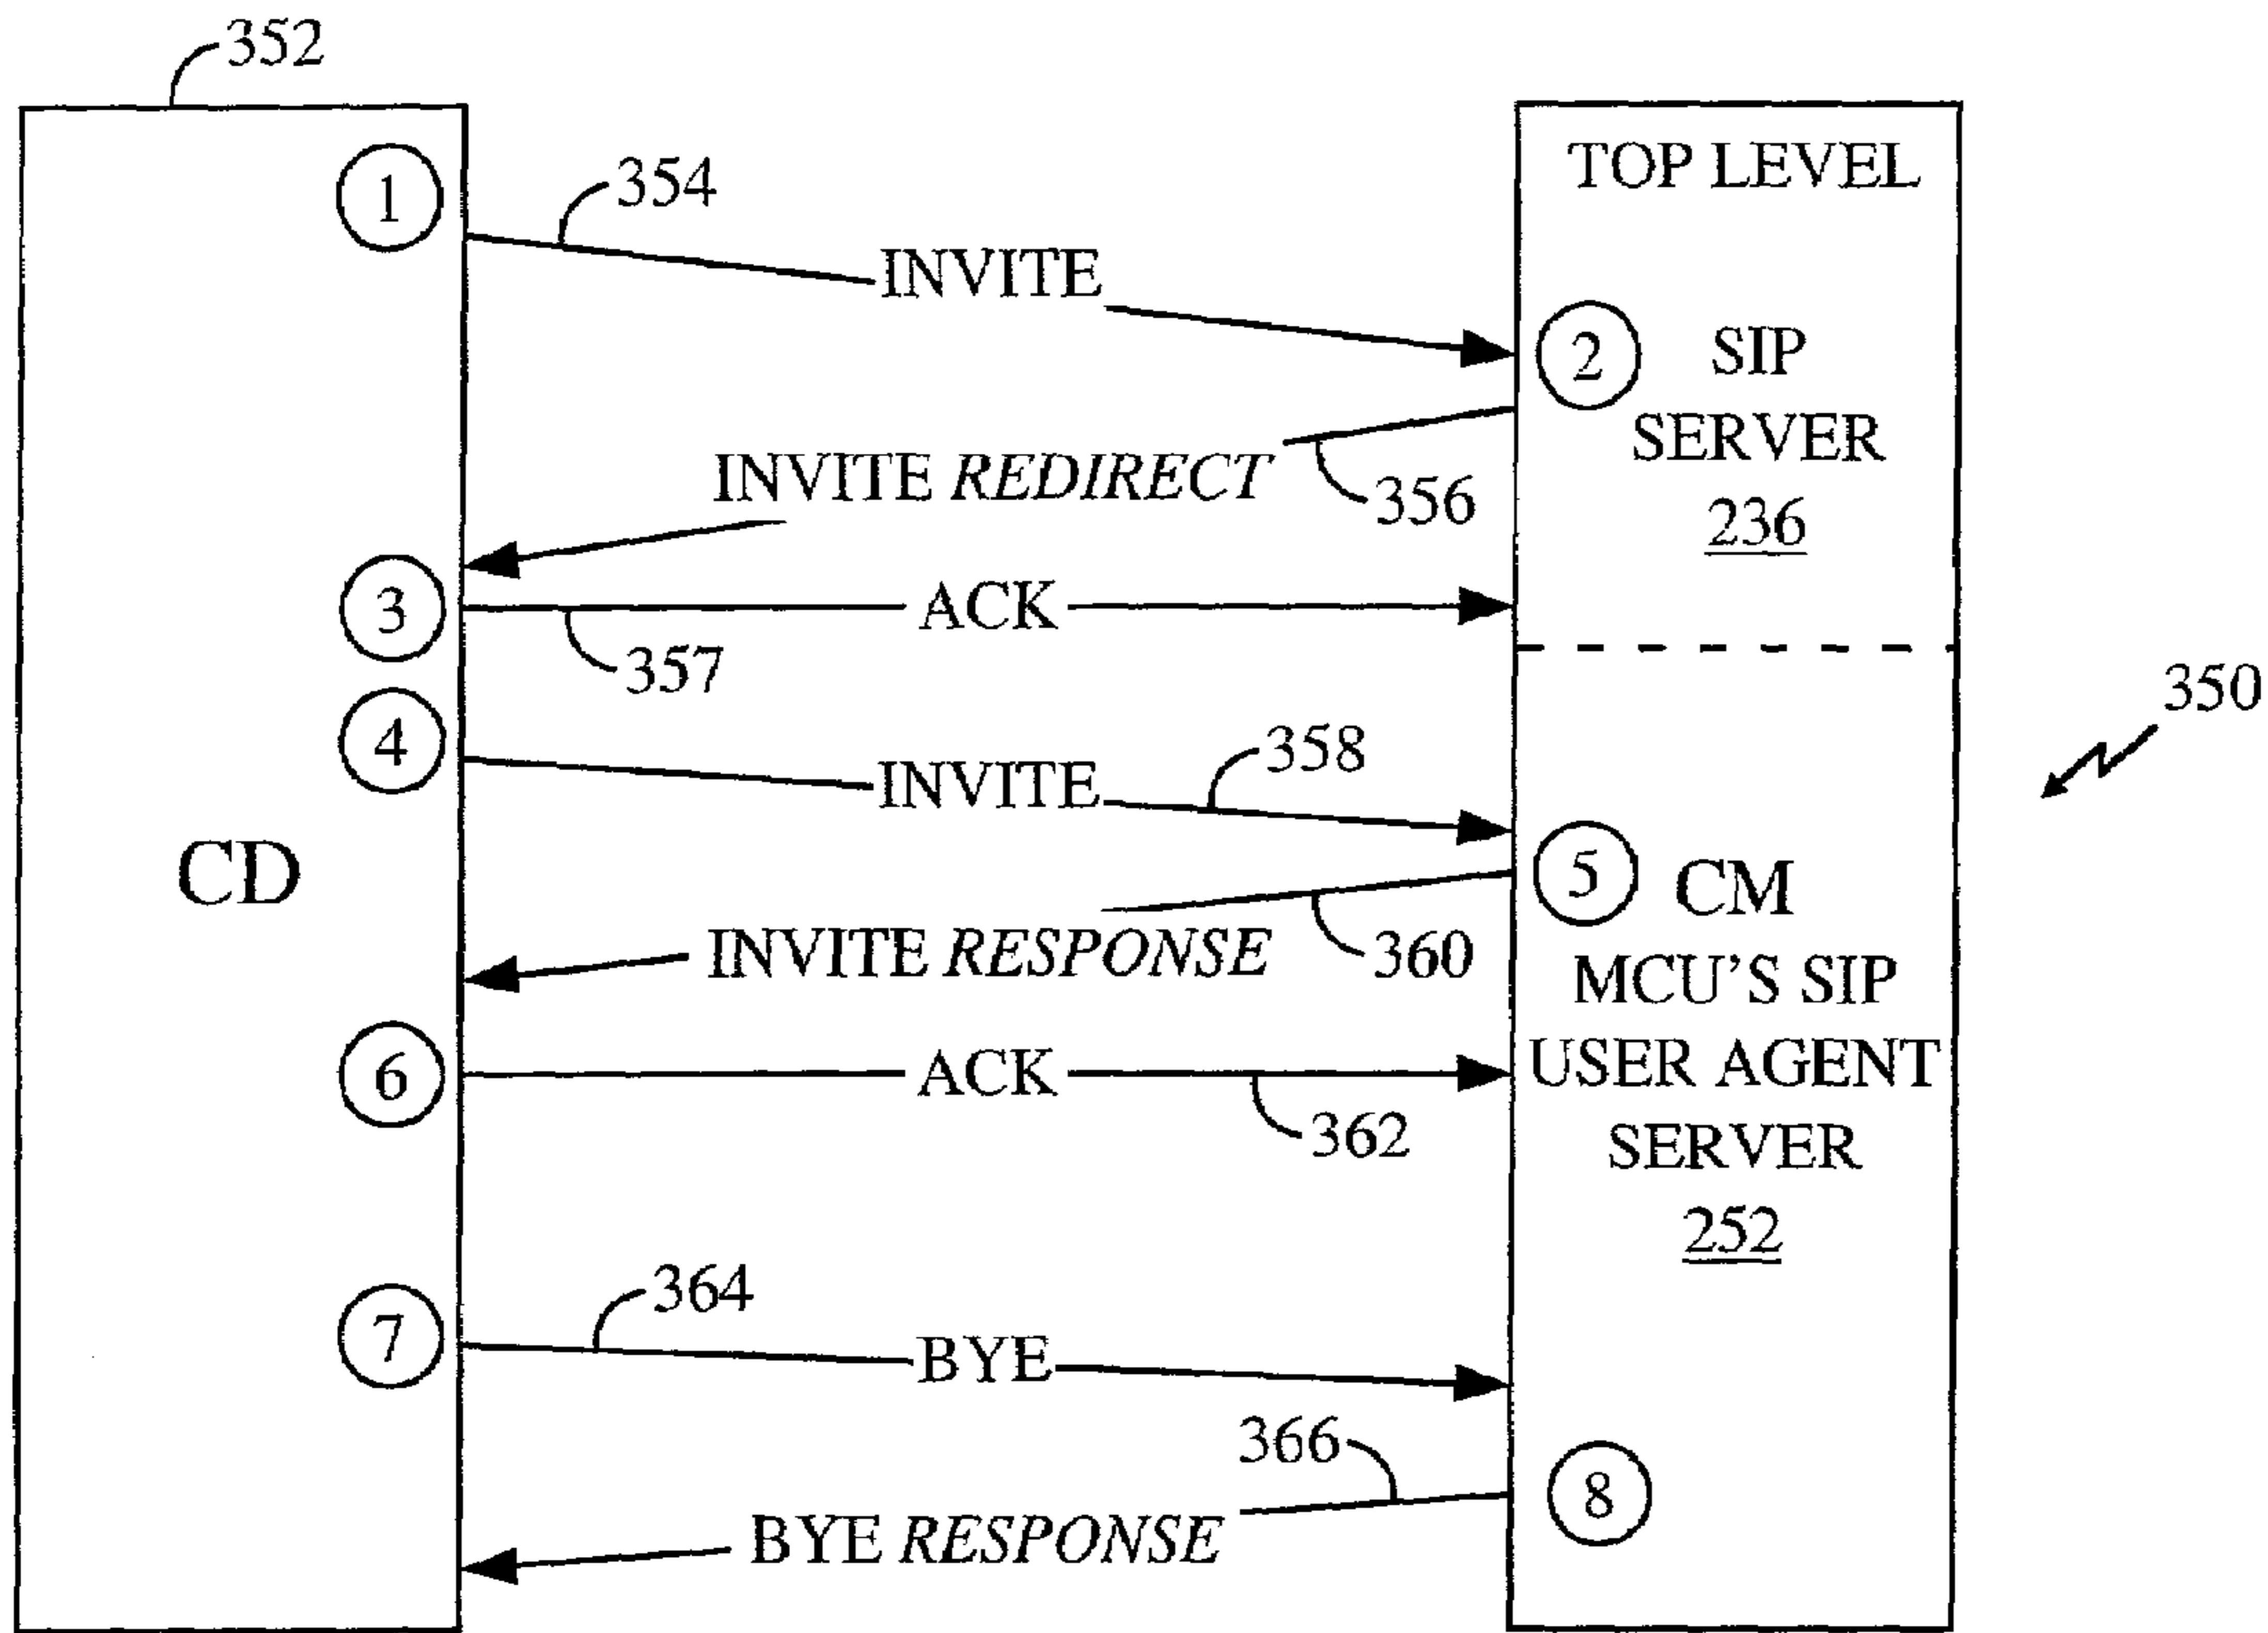 352
TOP LEVEL
1
354
INVITE
2
SIP
SERVER
236
INVITE REDIRECT
356
3
ACK
357
350
4
358
INVITE
5
CM
CD
INVITE RESPONSE
360
MCU'S SIP
USER AGENT
SERVER
252
6
ACK
362
364
7
BYE
366
8
BYE RESPONSE